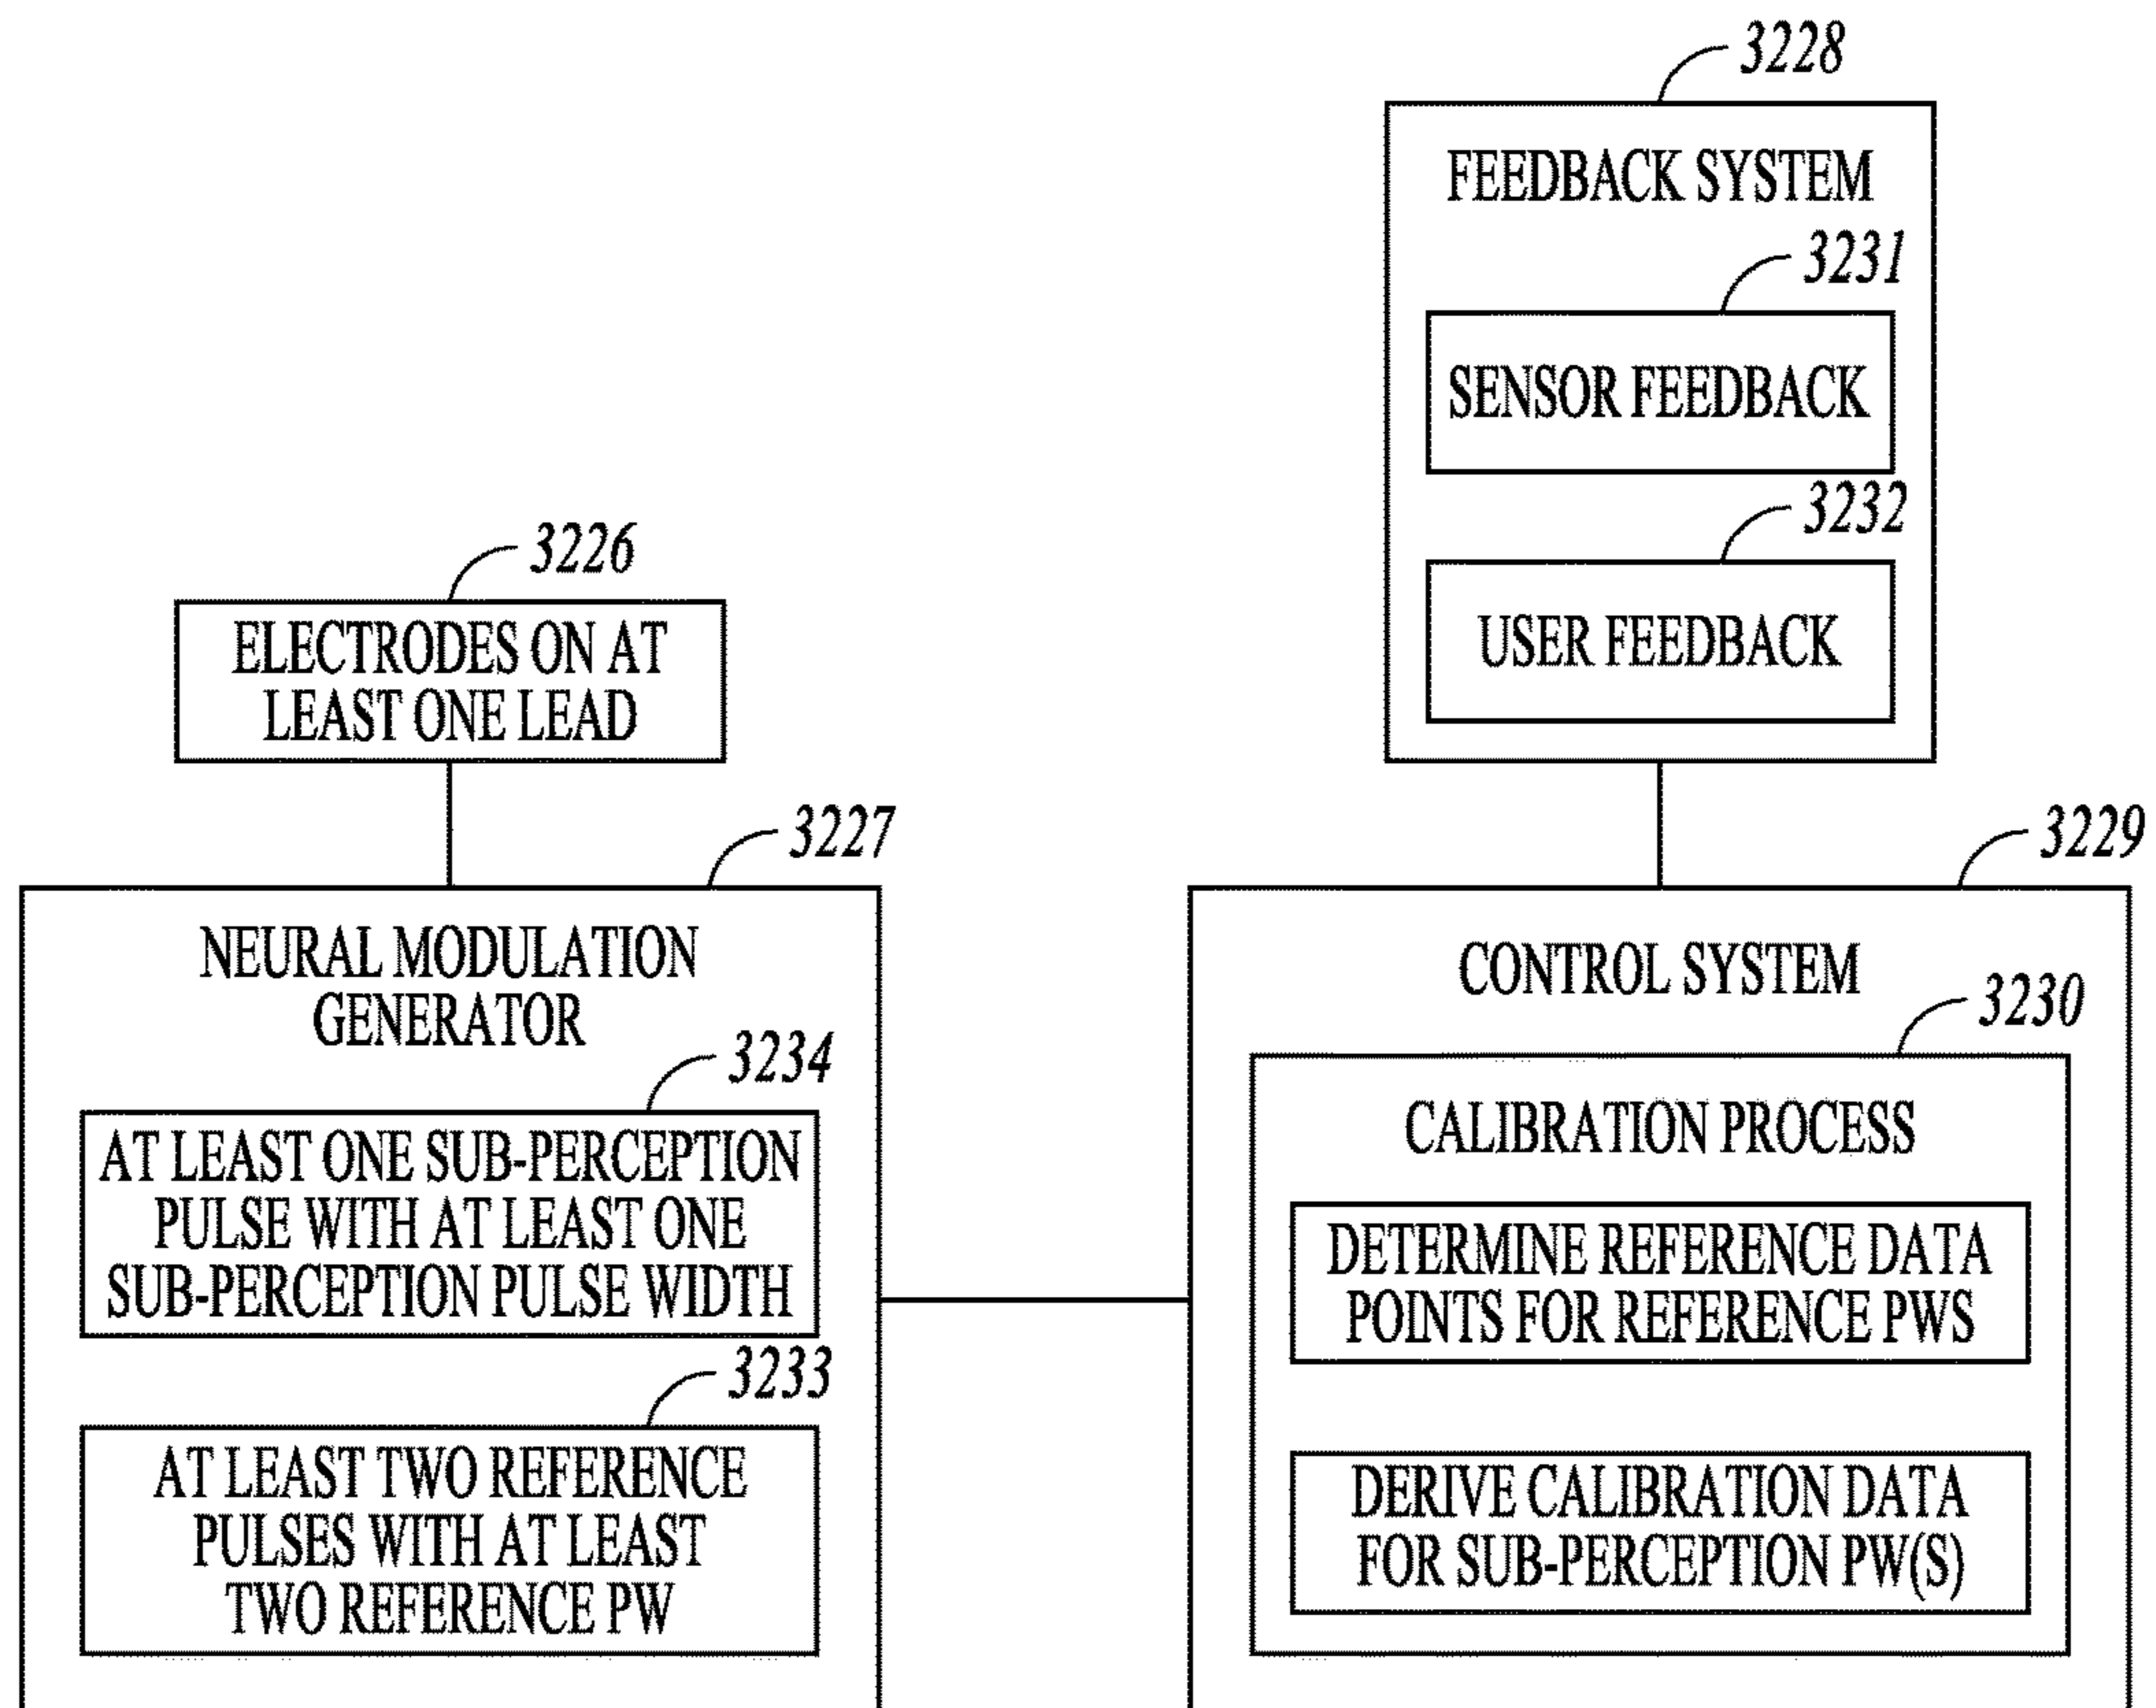 3228
FEEDBACK SYSTEM
3231
SENSOR FEEDBACK
3232
USER FEEDBACK
3226
ELECTRODES ON AT
LEAST ONE LEAD
3227
NEURAL MODULATION
GENERATOR
3234
AT LEAST ONE SUB-PERCEPTION
PULSE WITH AT LEAST ONE
SUB-PERCEPTION PULSE WIDTH
3233
AT LEAST TWO REFERENCE
PULSES WITH AT LEAST
TWO REFERENCE PW
3229
CONTROL SYSTEM
3230
CALIBRATION PROCESS
DETERMINE REFERENCE DATA
POINTS FOR REFERENCE PWS
DERIVE CALIBRATION DATA
FOR SUB-PERCEPTION PW(S)